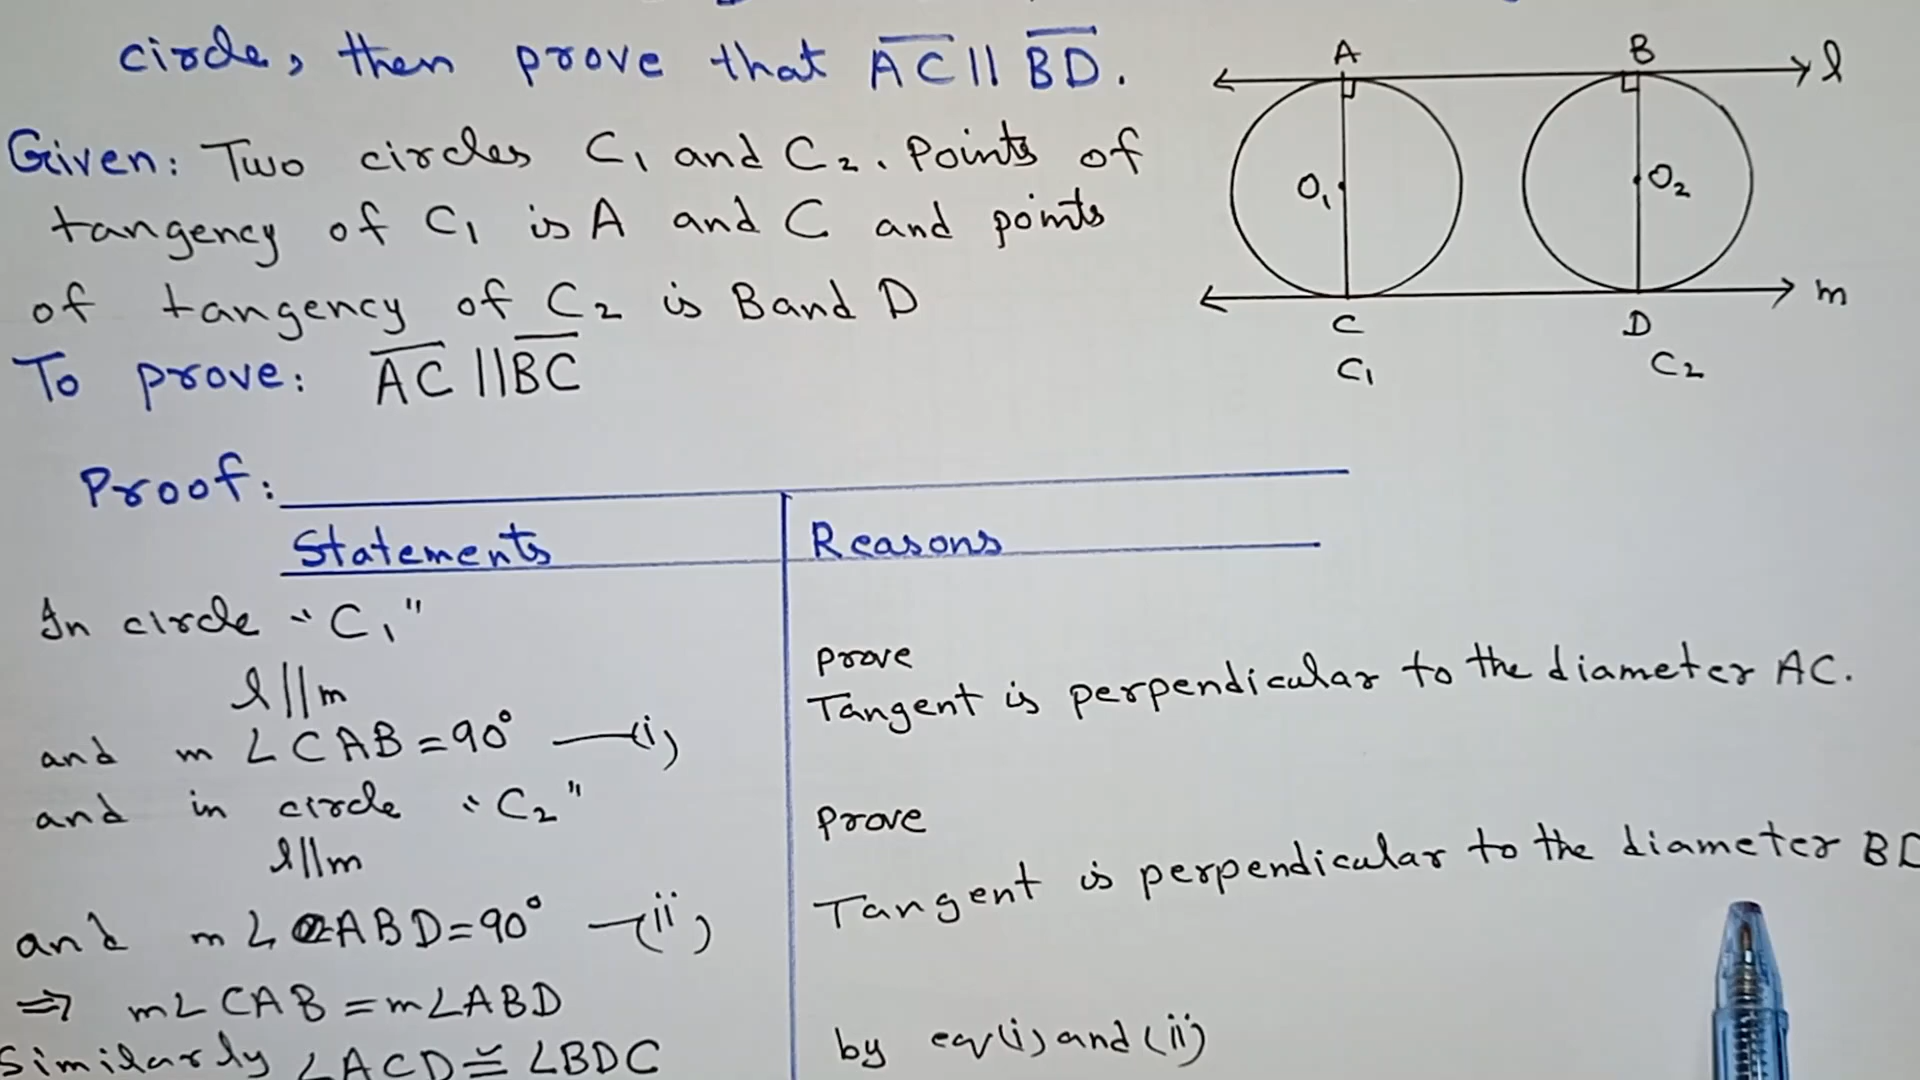 circle, then prove that AC || BD.
Given: Two circles C1 and C2. Points of
tangency of C1 is A and C and points
of tangency of C2 is B and D
To prove: AC || BC
A B l
O1 O2
m
C D
C1 C2
Proof:
Statements Reasons
In circle "C1"
l||m prove
Tangent is perpendicular to the diameter AC.
and m∠CAB=90° —(i)
and in circle "C2" prove
l||m
Tangent is perpendicular to the diameter BD
and m∠ABD=90° —(ii)
⇒ m∠CAB=m∠ABD
by eq(i) and (ii)
Similarly ∠ACD≅∠BDC